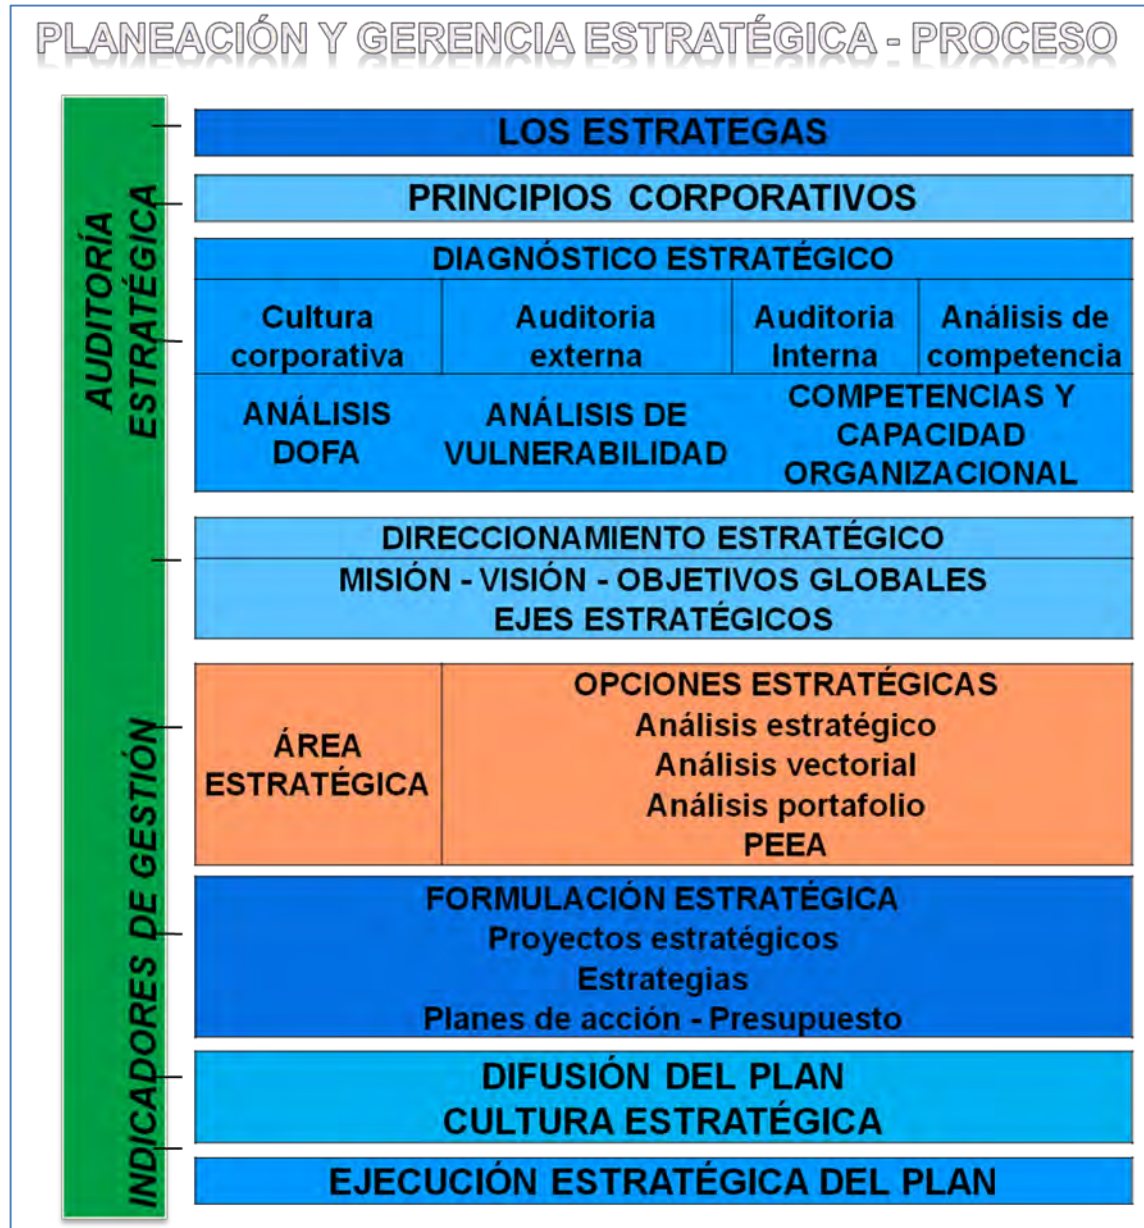 PLANEACIÓN Y GERENCIA ESTRATÉGICA - PROCESO
AUDITORÍA
ESTRATÉGICA
INDICADORES DE GESTIÓN
LOS ESTRATEGAS
PRINCIPIOS CORPORATIVOS
DIAGNÓSTICO ESTRATÉGICO
Cultura
corporativa
Auditoria
externa
Auditoria
Interna
Análisis de
competencia
ANÁLISIS
DOFA
ANÁLISIS DE
VULNERABILIDAD
COMPETENCIAS Y
CAPACIDAD
ORGANIZACIONAL
DIRECCIONAMIENTO ESTRATÉGICO
MISIÓN - VISIÓN - OBJETIVOS GLOBALES
EJES ESTRATÉGICOS
ÁREA
ESTRATÉGICA
OPCIONES ESTRATÉGICAS
Análisis estratégico
Análisis vectorial
Análisis portafolio
PEEA
FORMULACIÓN ESTRATÉGICA
Proyectos estratégicos
Estrategias
Planes de acción - Presupuesto
DIFUSIÓN DEL PLAN
CULTURA ESTRATÉGICA
EJECUCIÓN ESTRATÉGICA DEL PLAN